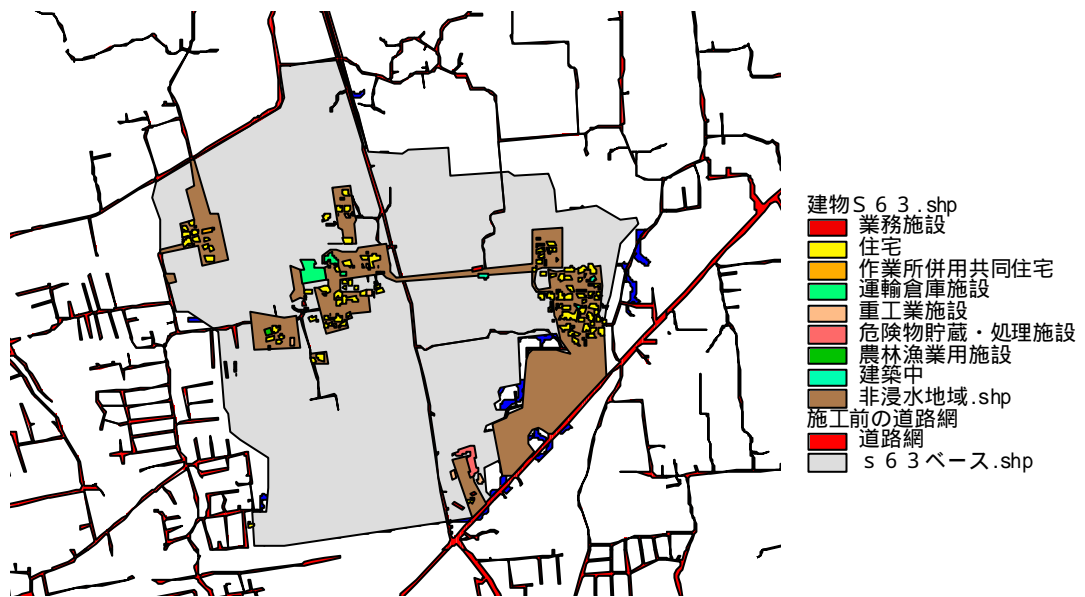 建物S63.shp
業務施設
住宅
作業所併用共同住宅
運輸倉庫施設
重工業施設
危険物貯蔵・処理施設
農林漁業用施設
建築中
非浸水地域.shp
施工前の道路網
道路網
s63ベース.shp